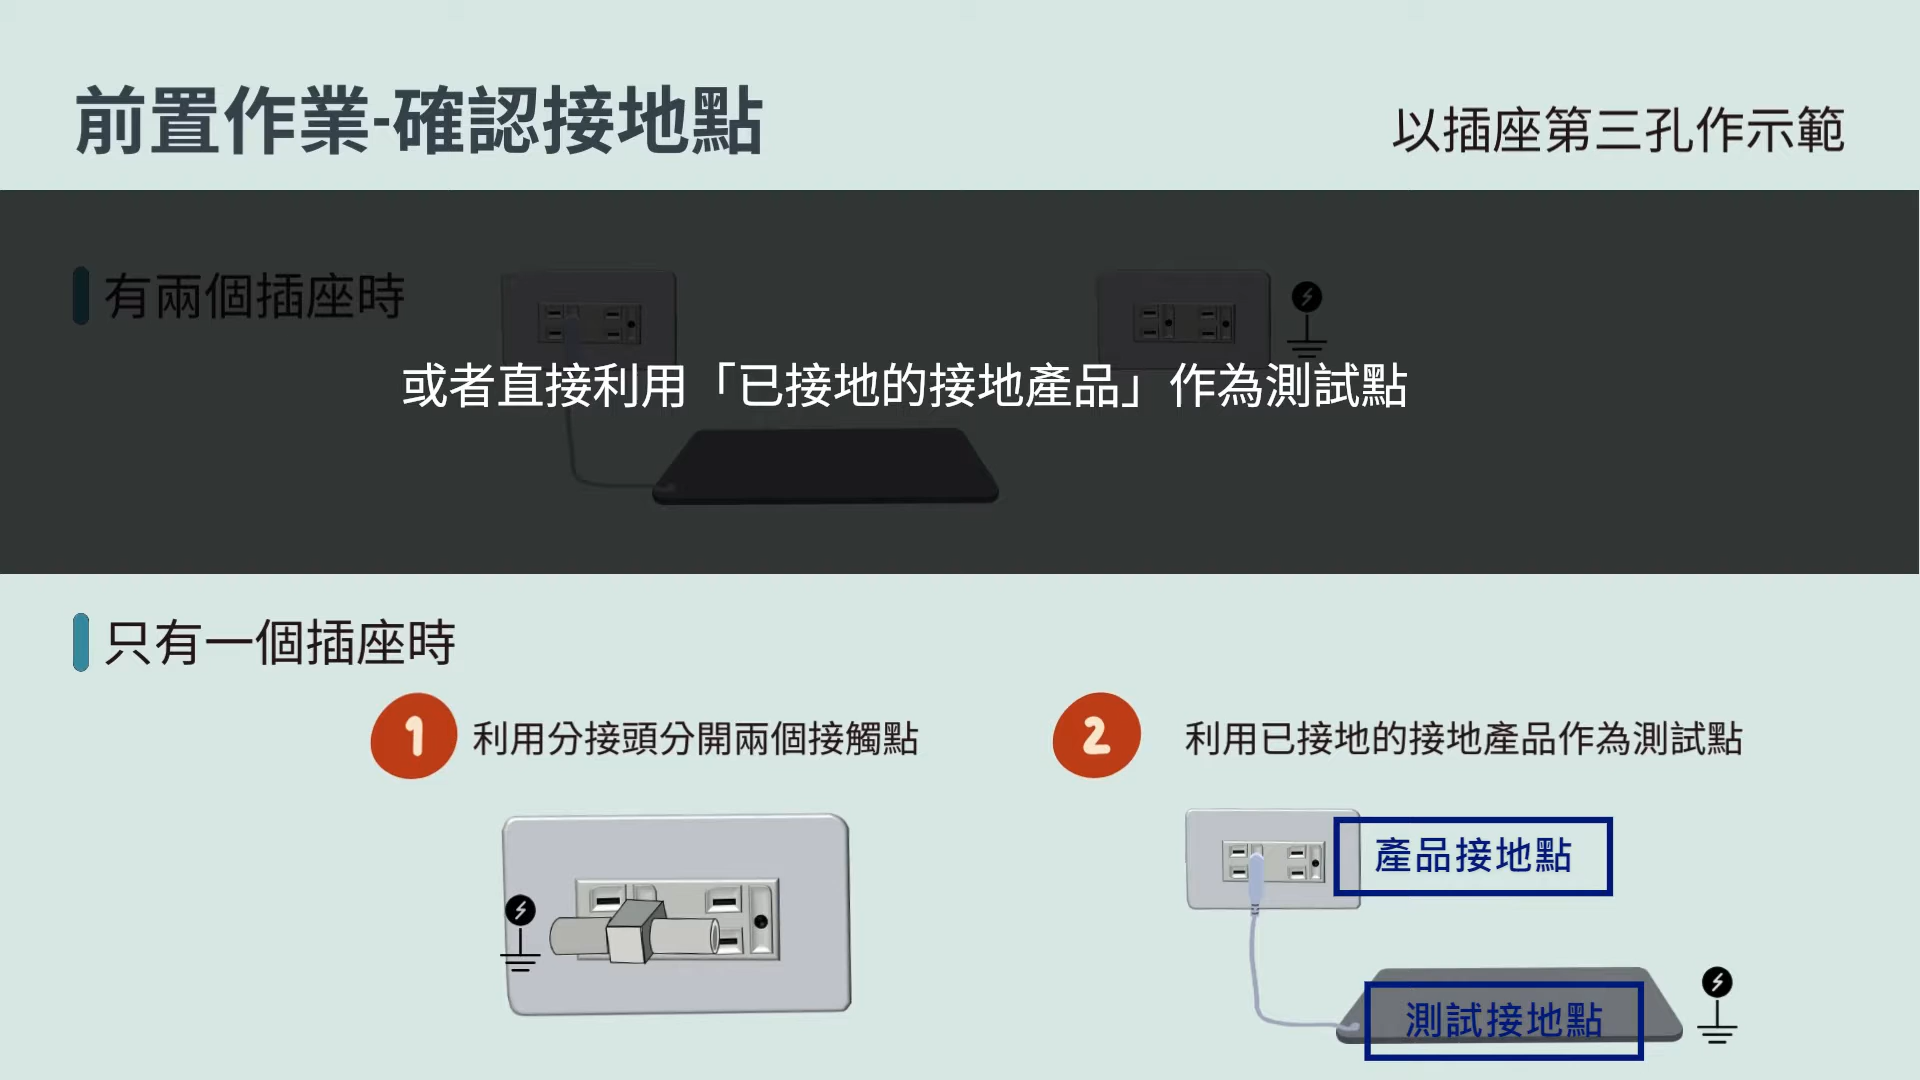 前置作業-確認接地點
以插座第三孔作示範
有兩個插座時
或者直接利用「已接地的接地產品」作為測試點
只有一個插座時
1 利用分接頭分開兩個接觸點
2 利用已接地的接地產品作為測試點
產品接地點
測試接地點